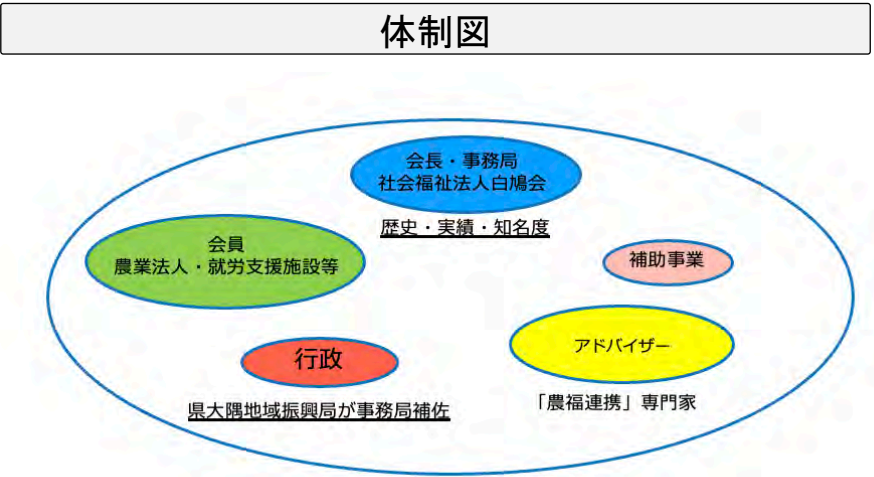 体制図
会長・事務局
社会福祉法人白鳩会
歴史・実績・知名度
会員
農業法人・就労支援施設等
補助事業
アドバイザー
行政
「農福連携」専門家
県大隅地域振興局が事務局補佐